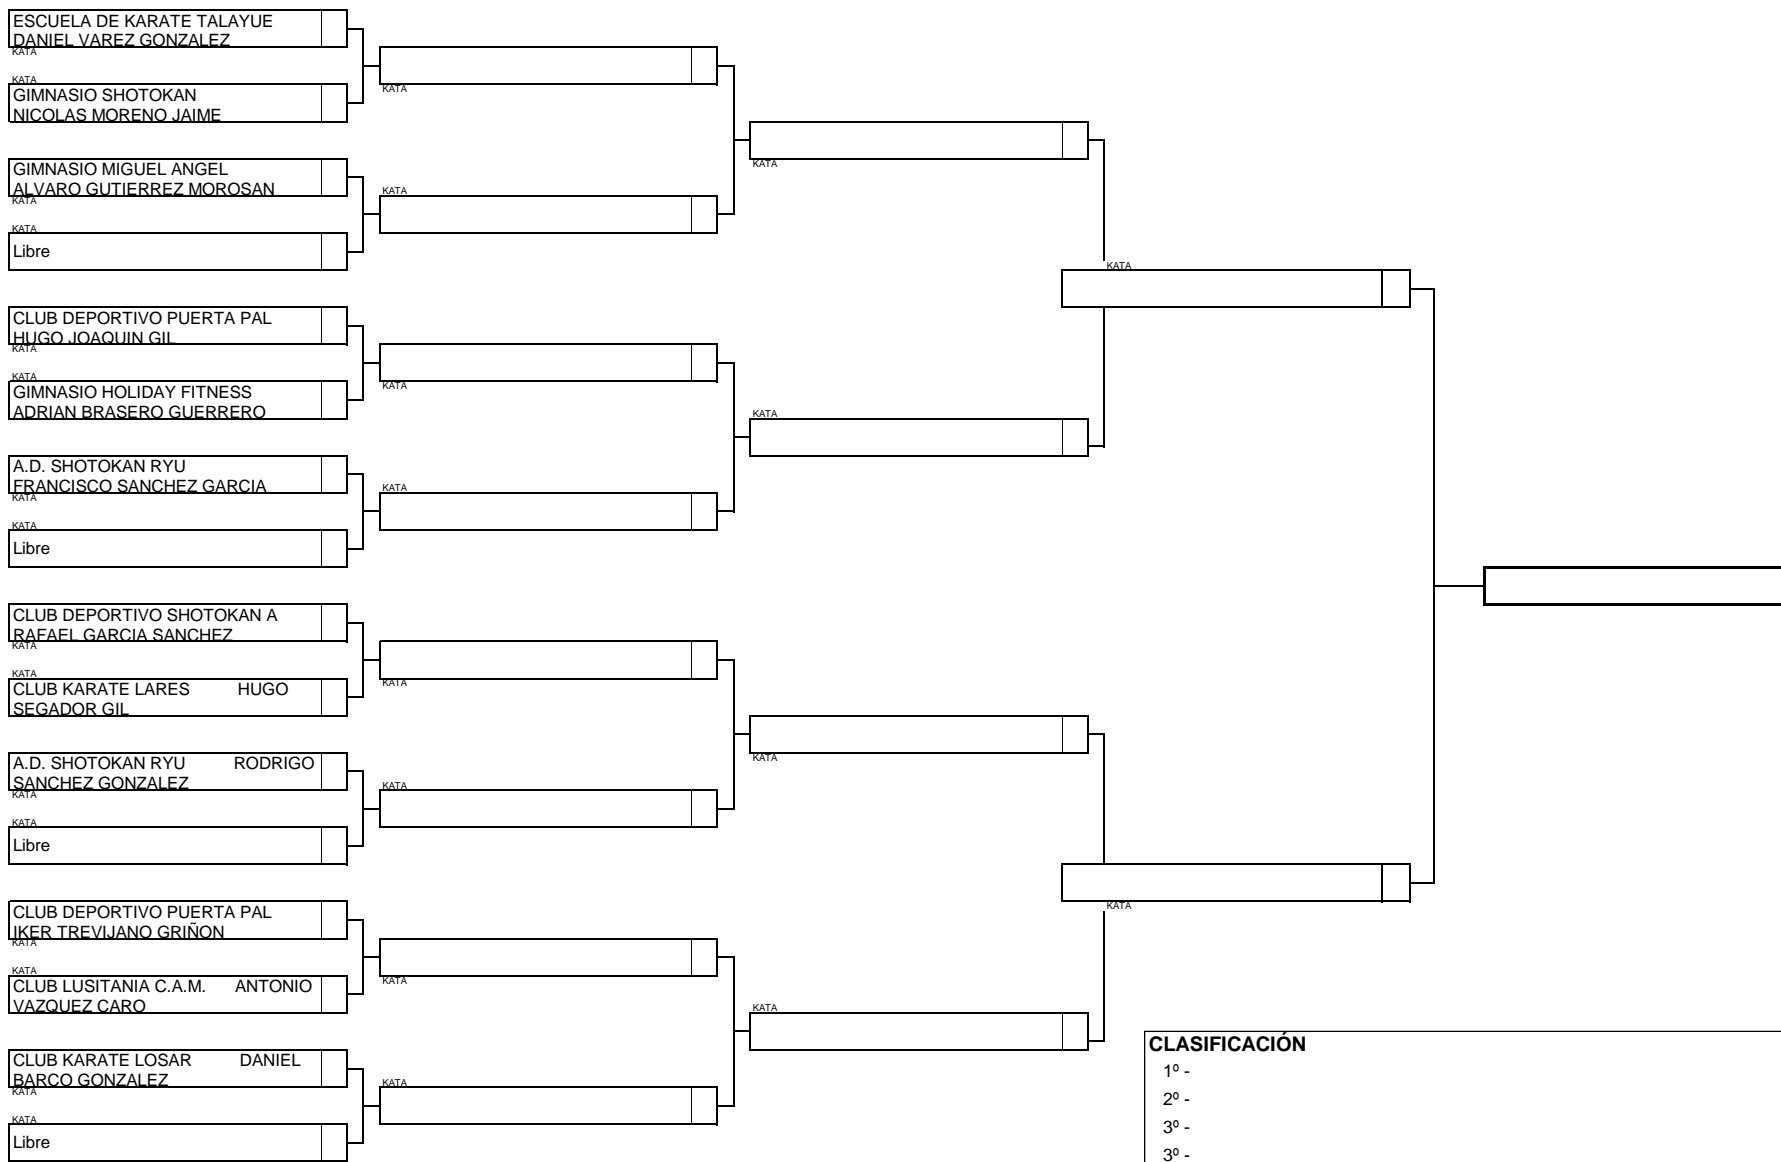 ESCUELA DE KARATE TALAYUE
DANIEL VAREZ GONZALEZ
KATA
KATA
GIMNASIO SHOTOKAN
NICOLAS MORENO JAIME
GIMNASIO MIGUEL ANGEL
ALVARO GUTIERREZ MOROSAN
KATA
KATA
Libre
CLUB DEPORTIVO PUERTA PAL
HUGO JOAQUIN GIL
KATA
KATA
GIMNASIO HOLIDAY FITNESS
ADRIAN BRASERO GUERRERO
A.D. SHOTOKAN RYU
FRANCISCO SANCHEZ GARCIA
KATA
KATA
Libre
CLUB DEPORTIVO SHOTOKAN A
RAFAEL GARCIA SANCHEZ
KATA
KATA
CLUB KARATE LARES HUGO
SEGADOR GIL
A.D. SHOTOKAN RYU RODRIGO
SANCHEZ GONZALEZ
KATA
KATA
Libre
CLUB DEPORTIVO PUERTA PAL
IKER TREVIJANO GRIÑON
KATA
KATA
CLUB LUSITANIA C.A.M. ANTONIO
VAZQUEZ CARO
CLUB KARATE LOSAR DANIEL
BARCO GONZALEZ
KATA
KATA
Libre
KATA
KATA
KATA
KATA
KATA
KATA
KATA
KATA
KATA
KATA
KATA
KATA
KATA
KATA
CLASIFICACIÓN
1º -
2º -
3º -
3º -